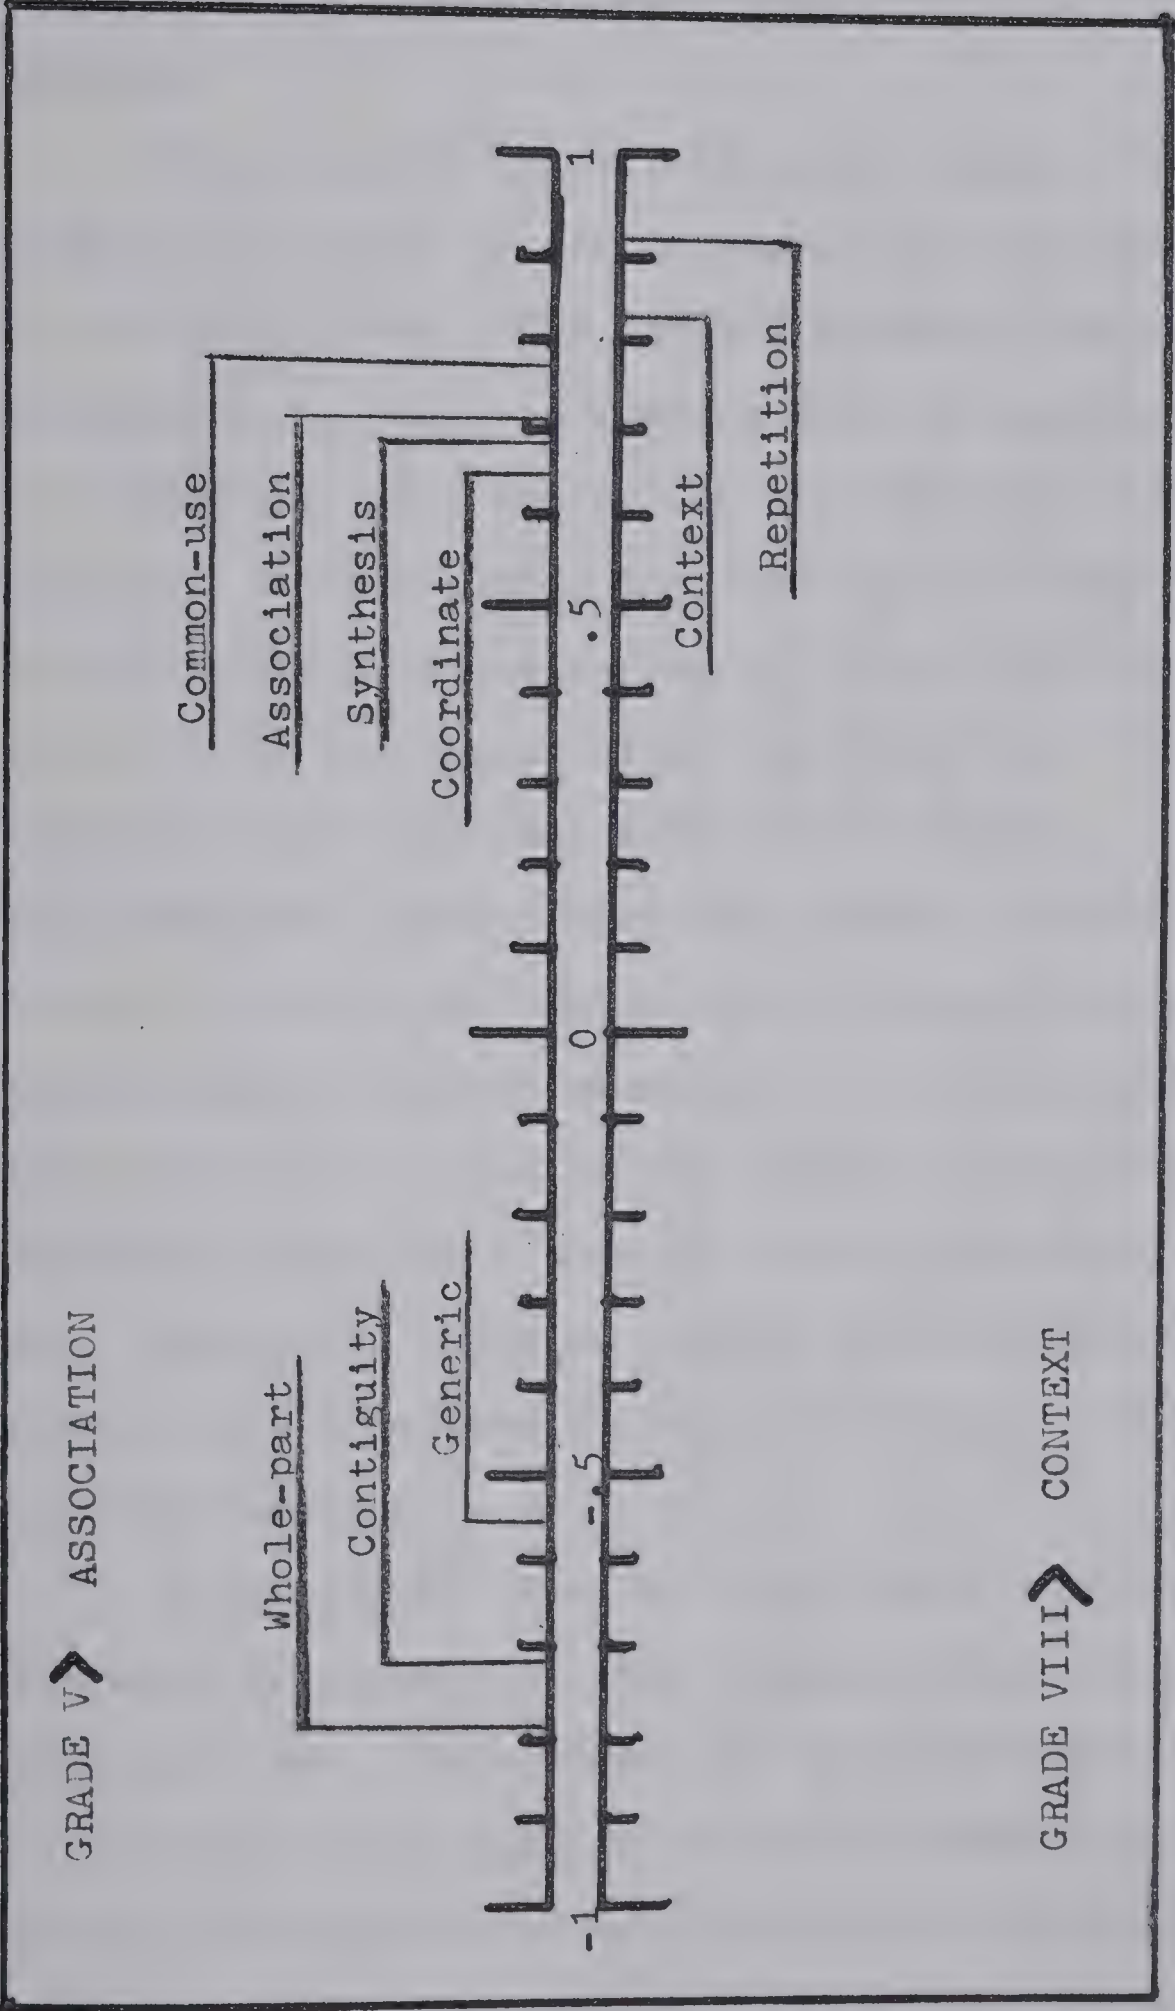 GRADE V > ASSOCIATION
Common-use
Whole-part
Association
Contiguity
Synthesis
Generic
Coordinate
-1
-.5
0
.5
1
Context
Repetition
GRADE VIII > CONTEXT